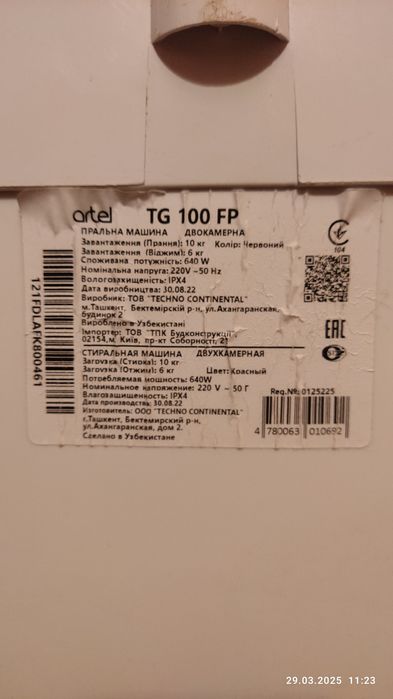 artel TG 100 FP
ПРАЛЬНА МАШИНА ДВОКАМЕРНА
Завантаження (Прання): 10 кг Колір: Червоний
Завантаження (Віджим): 6 кг
Споживана потужність: 640 W
Номінальна напруга: 220V ~50 Hz
Вологозахищеність: IPX4
Дата виробництва: 30.08.22
Виробник: ТОВ "TECHNO CONTINENTAL"
м.Ташкент, Бектемірский р-н, ул.Ахангаранская,
будинок 2
Вироблено в Узбекистані
Імпортер: ТОВ "ТПК Будконструкції"
02154,м. Київ, пр-кт Соборності, 21
СТИРАЛЬНАЯ МАШИНА ДВУХКАМЕРНАЯ
Загрузка (Стирка): 10 кг
Загрузка (Отжим): 6 кг Цвет: Красный
Потребляемая мощность: 640W
Номинальное напряжение: 220 V ~ 50 Г
Влагозащищенность: IPX4
Дата производства: 30.08.22
Изготовитель: ООО "TECHNO CONTINENTAL"
г.Ташкент, Бектемирский р-н,
ул.Ахангаранская, дом 2.
Сделано в Узбекистане
121FDLAFK800461
104
EAC
Reg.№: 0125225
4 780063 010692
29.03.2025 11:23